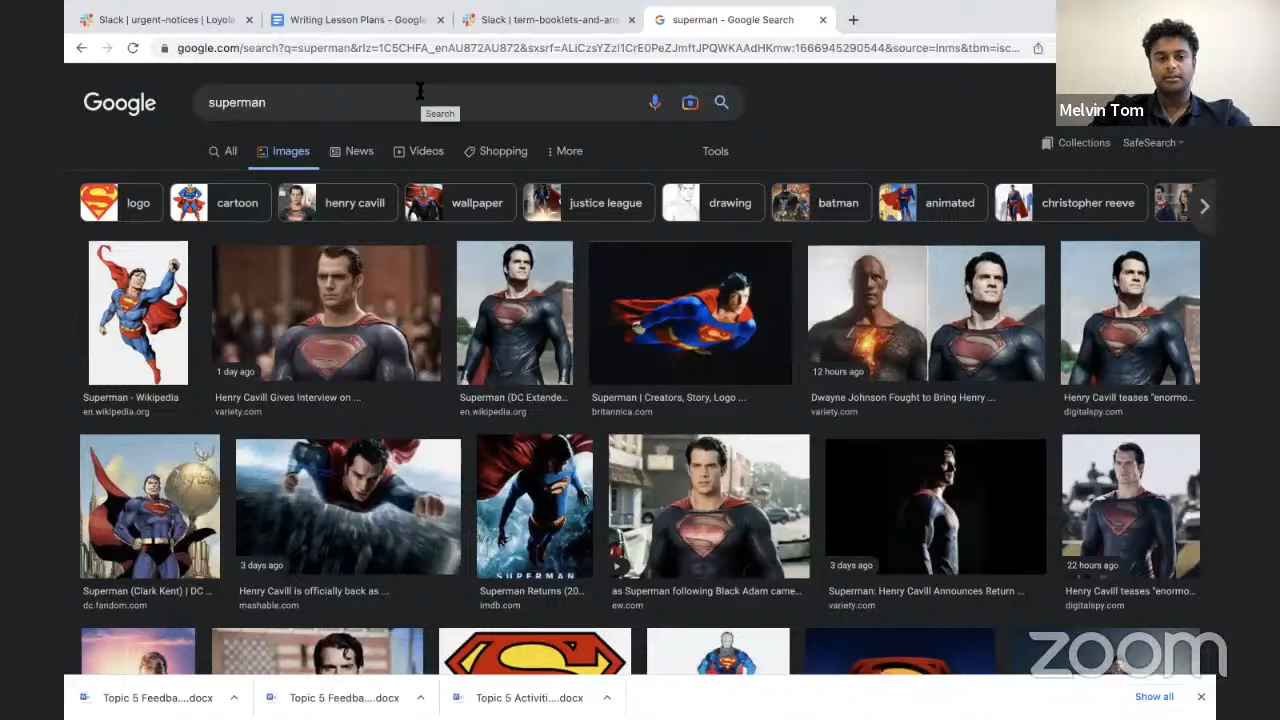 Slack | urgent-notices | Loyola
Writing Lesson Plans - Google
Slack | term-booklets-and-ans
superman - Google Search
google.com/search?q=superman&rlz=1C5CHFA_enAU872AU872&sxsrf=ALiCzsYZzI1CrE0PeZJmftJPQWKAAdHKmw:1666945290544&source=lnms&tbm=isc...
Melvin Tom
Google
superman
Search
All
Images
News
Videos
Shopping
More
Tools
Collections
SafeSearch
logo
cartoon
henry cavill
wallpaper
justice league
drawing
batman
animated
christopher reeve
1 day ago
12 hours ago
Superman - Wikipedia
en.wikipedia.org
Henry Cavill Gives Interview on ...
variety.com
Superman (DC Extende...
en.wikipedia.org
Superman | Creators, Story, Logo ...
britannica.com
Dwayne Johnson Fought to Bring Henry ...
variety.com
Henry Cavill teases "enormo...
digitalspy.com
3 days ago
SUPERMAN
3 days ago
22 hours ago
Superman (Clark Kent) | DC ...
dc.fandom.com
Henry Cavill is officially back as ...
mashable.com
Superman Returns (20...
imdb.com
as Superman following Black Adam came...
ew.com
Superman: Henry Cavill Announces Return ...
variety.com
Henry Cavill teases "enormo...
digitalspy.com
zoom
Topic 5 Feedba....docx
Topic 5 Feedba....docx
Topic 5 Activiti....docx
Show all